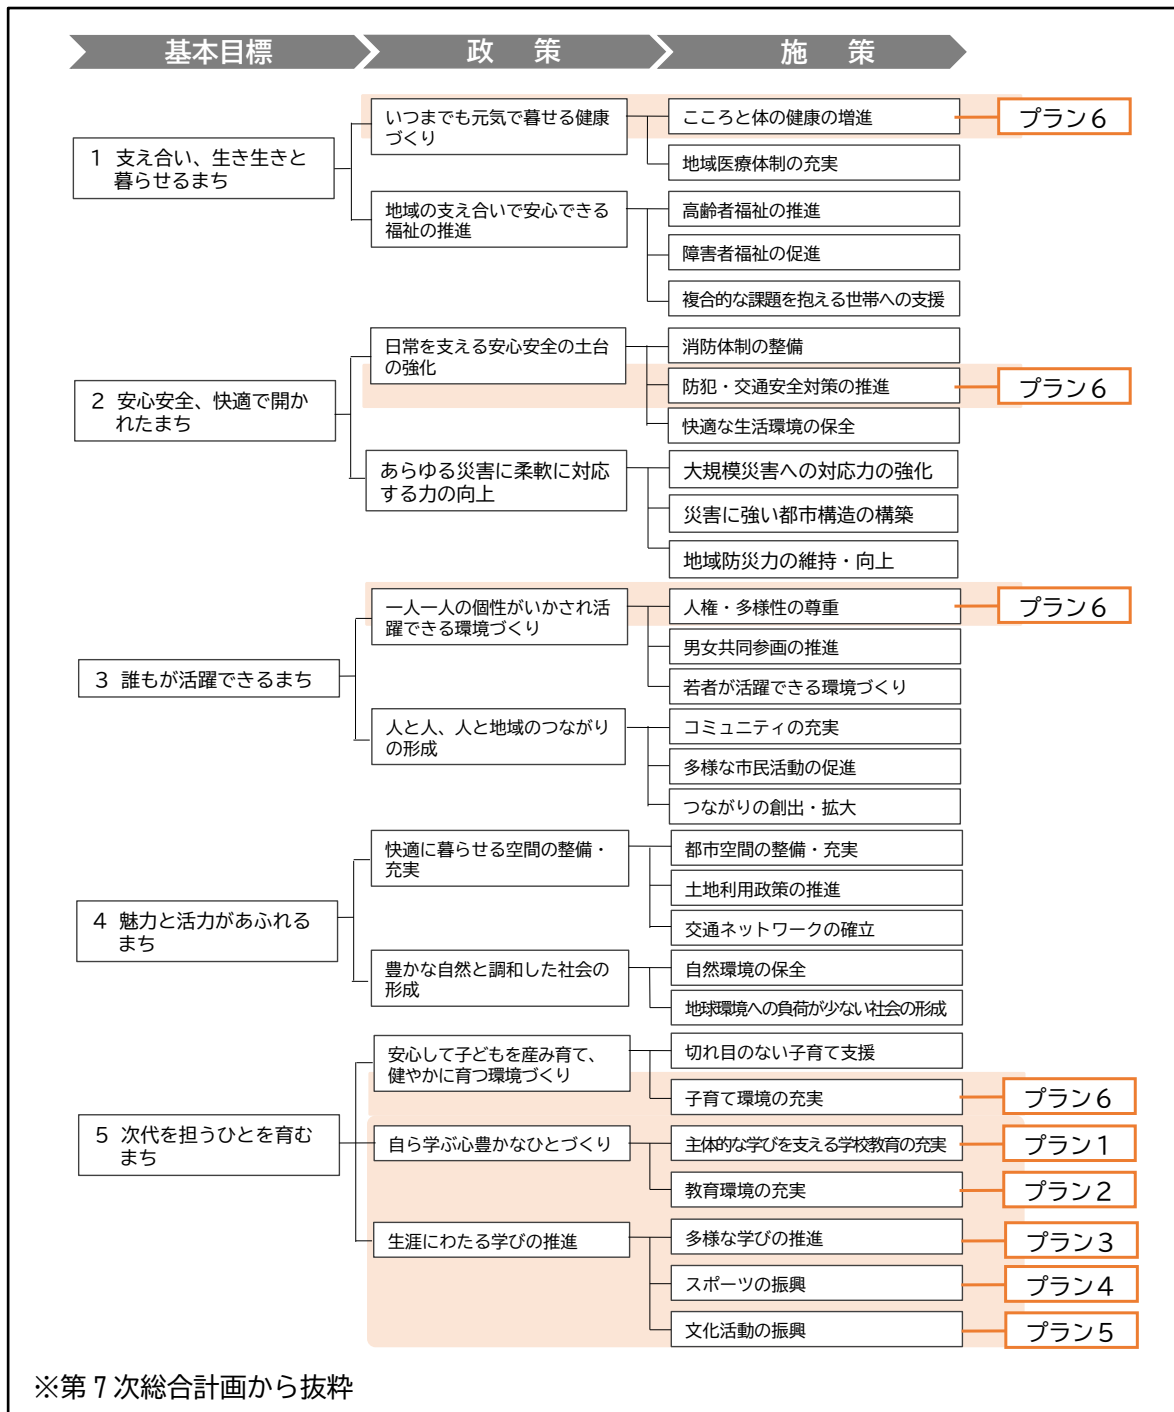 基本目標
政　策
施　策
いつまでも元気で暮せる健康
づくり
こころと体の健康の増進
プラン６
1 支え合い、生き生きと
暮らせるまち
地域医療体制の充実
地域の支え合いで安心できる
福祉の推進
高齢者福祉の推進
障害者福祉の促進
複合的な課題を抱える世帯への支援
日常を支える安心安全の土台
の強化
消防体制の整備
防犯・交通安全対策の推進
プラン６
2 安心安全、快適で開か
れたまち
快適な生活環境の保全
あらゆる災害に柔軟に対応
する力の向上
大規模災害への対応力の強化
災害に強い都市構造の構築
地域防災力の維持・向上
一人一人の個性がいかされ活
躍できる環境づくり
人権・多様性の尊重
プラン６
男女共同参画の推進
3 誰もが活躍できるまち
若者が活躍できる環境づくり
人と人、人と地域のつながり
の形成
コミュニティの充実
多様な市民活動の促進
つながりの創出・拡大
快適に暮らせる空間の整備・
充実
都市空間の整備・充実
土地利用政策の推進
4 魅力と活力があふれる
まち
交通ネットワークの確立
豊かな自然と調和した社会の
形成
自然環境の保全
地球環境への負荷が少ない社会の形成
安心して子どもを産み育て、
健やかに育つ環境づくり
切れ目のない子育て支援
子育て環境の充実
プラン６
5 次代を担うひとを育む
まち
自ら学ぶ心豊かなひとづくり
主体的な学びを支える学校教育の充実
プラン１
教育環境の充実
プラン２
生涯にわたる学びの推進
多様な学びの推進
プラン３
スポーツの振興
プラン４
文化活動の振興
プラン５
※第７次総合計画から抜粋